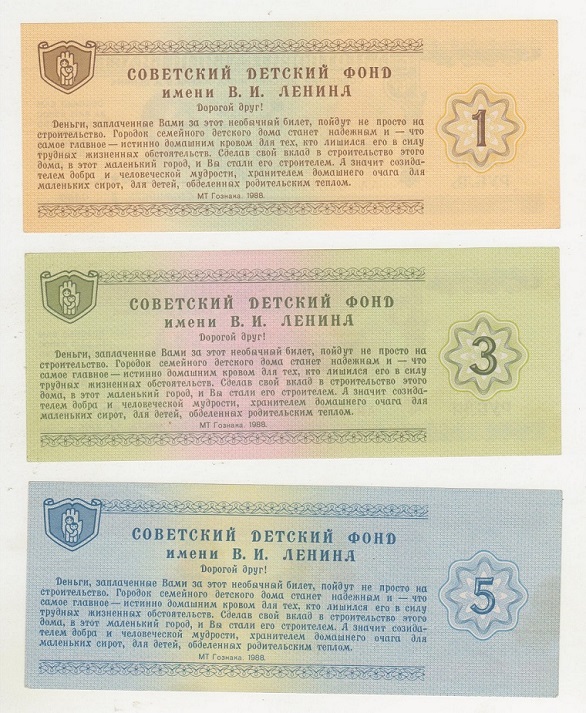 СОВЕТСКИЙ ДЕТСКИЙ ФОНД
имени В. И. ЛЕНИНА
Дорогой друг!
Деньги, заплаченные Вами за этот необычный билет, пойдут не просто на
строительство. Городок семейного детского дома станет надежным и — что
самое главное — истинно домашним кровом для тех, кто лишился его в силу
трудных жизненных обстоятельств. Сделав свой вклад в строительство этого
дома, в этот маленький город, и Вы стали его строителем. А значит созида-
телем добра и человеческой мудрости, хранителем домашнего очага для
маленьких сирот, для детей, обделенных родительским теплом.
МТ Гознака. 1988.
1
СОВЕТСКИЙ ДЕТСКИЙ ФОНД
имени В. И. ЛЕНИНА
Дорогой друг!
Деньги, заплаченные Вами за этот необычный билет, пойдут не просто на
строительство. Городок семейного детского дома станет надежным и — что
самое главное — истинно домашним кровом для тех, кто лишился его в силу
трудных жизненных обстоятельств. Сделав свой вклад в строительство этого
дома, в этот маленький город, и Вы стали его строителем. А значит созида-
телем добра и человеческой мудрости, хранителем домашнего очага для
маленьких сирот, для детей, обделенных родительским теплом.
МТ Гознака. 1988.
3
СОВЕТСКИЙ ДЕТСКИЙ ФОНД
имени В. И. ЛЕНИНА
Дорогой друг!
Деньги, заплаченные Вами за этот необычный билет, пойдут не просто на
строительство. Городок семейного детского дома станет надежным и — что
самое главное — истинно домашним кровом для тех, кто лишился его в силу
трудных жизненных обстоятельств. Сделав свой вклад в строительство этого
дома, в этот маленький город, и Вы стали его строителем. А значит созида-
телем добра и человеческой мудрости, хранителем домашнего очага для
маленьких сирот, для детей, обделенных родительским теплом.
МТ Гознака. 1988.
5